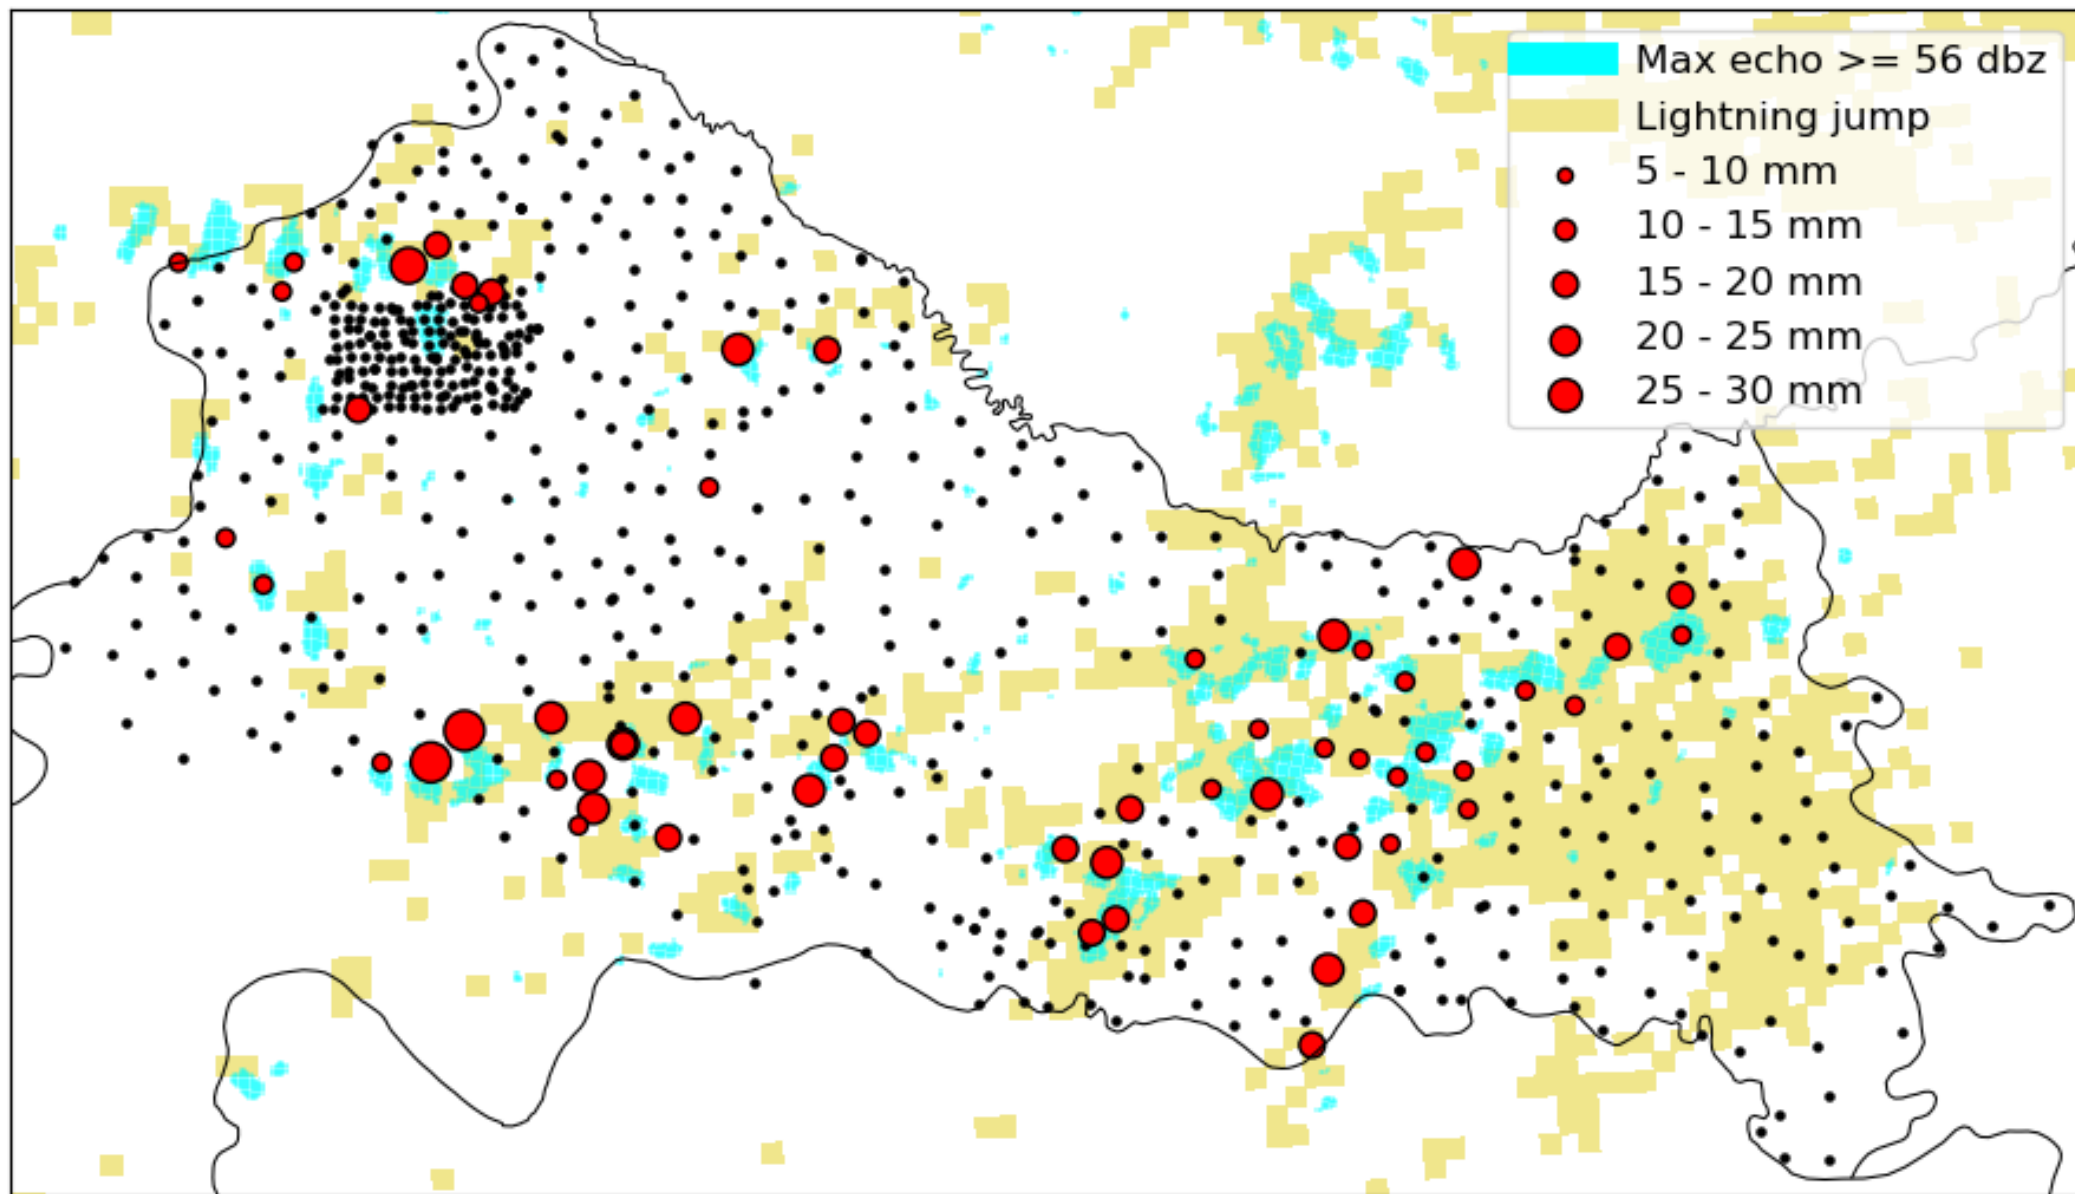 Max echo >= 56 dbz
Lightning jump
5 - 10 mm
10 - 15 mm
15 - 20 mm
20 - 25 mm
25 - 30 mm